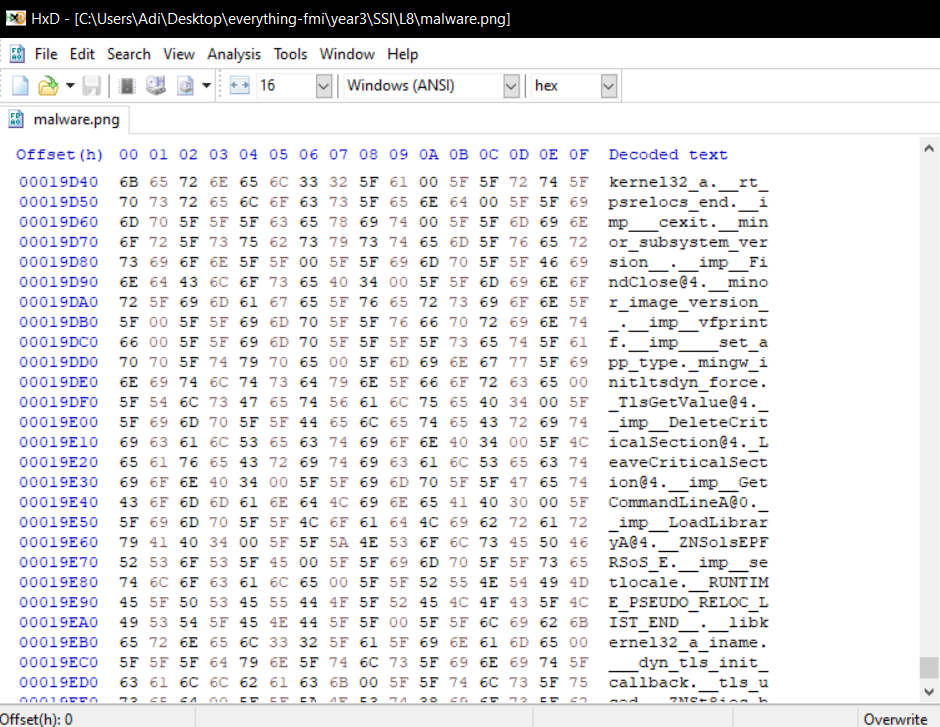 HxD - [C:\Users\Adi\Desktop\everything-fmi\year3\SSI\L8\malware.png]
File Edit Search View Analysis Tools Window Help
16 Windows (ANSI) hex
malware.png
Offset(h) 00 01 02 03 04 05 06 07 08 09 0A 0B 0C 0D 0E 0F Decoded text
00019D40 6B 65 72 6E 65 6C 33 32 5F 61 00 5F 5F 72 74 5F kernel32_a.__rt_
00019D50 70 73 72 65 6C 6F 63 73 5F 65 6E 64 00 5F 5F 69 psrelocs_end.__i
00019D60 6D 70 5F 5F 5F 63 65 78 69 74 00 5F 5F 6D 69 6E mp___cexit.__min
00019D70 6F 72 5F 73 75 62 73 79 73 74 65 6D 5F 76 65 72 or_subsystem_ver
00019D80 73 69 6F 6E 5F 5F 00 5F 5F 69 6D 70 5F 5F 46 69 sion__.__imp__Fi
00019D90 6E 64 43 6C 6F 73 65 40 34 00 5F 5F 6D 69 6E 6F ndClose@4.__mino
00019DA0 72 5F 69 6D 61 67 65 5F 76 65 72 73 69 6F 6E 5F r_image_version_
00019DB0 5F 00 5F 5F 69 6D 70 5F 5F 76 66 70 72 69 6E 74 _.__imp__vfprint
00019DC0 66 00 5F 5F 69 6D 70 5F 5F 5F 5F 73 65 74 5F 61 f.__imp____set_a
00019DD0 70 70 5F 74 79 70 65 00 5F 6D 69 6E 67 77 5F 69 pp_type._mingw_i
00019DE0 6E 69 74 6C 74 73 64 79 6E 5F 66 6F 72 63 65 00 nitltsdyn_force.
00019DF0 5F 54 6C 73 47 65 74 56 61 6C 75 65 40 34 00 5F _TlsGetValue@4._
00019E00 5F 69 6D 70 5F 5F 44 65 6C 65 74 65 43 72 69 74 _imp__DeleteCrit
00019E10 69 63 61 6C 53 65 63 74 69 6F 6E 40 34 00 5F 4C icalSection@4._L
00019E20 65 61 76 65 43 72 69 74 69 63 61 6C 53 65 63 74 eaveCriticalSect
00019E30 69 6F 6E 40 34 00 5F 5F 69 6D 70 5F 5F 47 65 74 ion@4.__imp__Get
00019E40 43 6F 6D 6D 61 6E 64 4C 69 6E 65 41 40 30 00 5F CommandLineA@0._
00019E50 5F 69 6D 70 5F 5F 4C 6F 61 64 4C 69 62 72 61 72 _imp__LoadLibrar
00019E60 79 41 40 34 00 5F 5F 5A 4E 53 6F 6C 73 45 50 46 yA@4.__ZNSolsEPF
00019E70 52 53 6F 53 5F 45 00 5F 5F 69 6D 70 5F 5F 73 65 RSoS_E.__imp__se
00019E80 74 6C 6F 63 61 6C 65 00 5F 5F 52 55 4E 54 49 4D tlocale.__RUNTIM
00019E90 45 5F 50 53 45 55 44 4F 5F 52 45 4C 4F 43 5F 4C E_PSEUDO_RELOC_L
00019EA0 49 53 54 5F 45 4E 44 5F 5F 00 5F 5F 6C 69 62 6B IST_END__.__libk
00019EB0 65 72 6E 65 6C 33 32 5F 61 5F 69 6E 61 6D 65 00 ernel32_a_iname.
00019EC0 5F 5F 5F 64 79 6E 5F 74 6C 73 5F 69 6E 69 74 5F ___dyn_tls_init_
00019ED0 63 61 6C 6C 62 61 63 6B 00 5F 5F 74 6C 73 5F 75 callback.__tls_u
Offset(h): 0 Overwrite